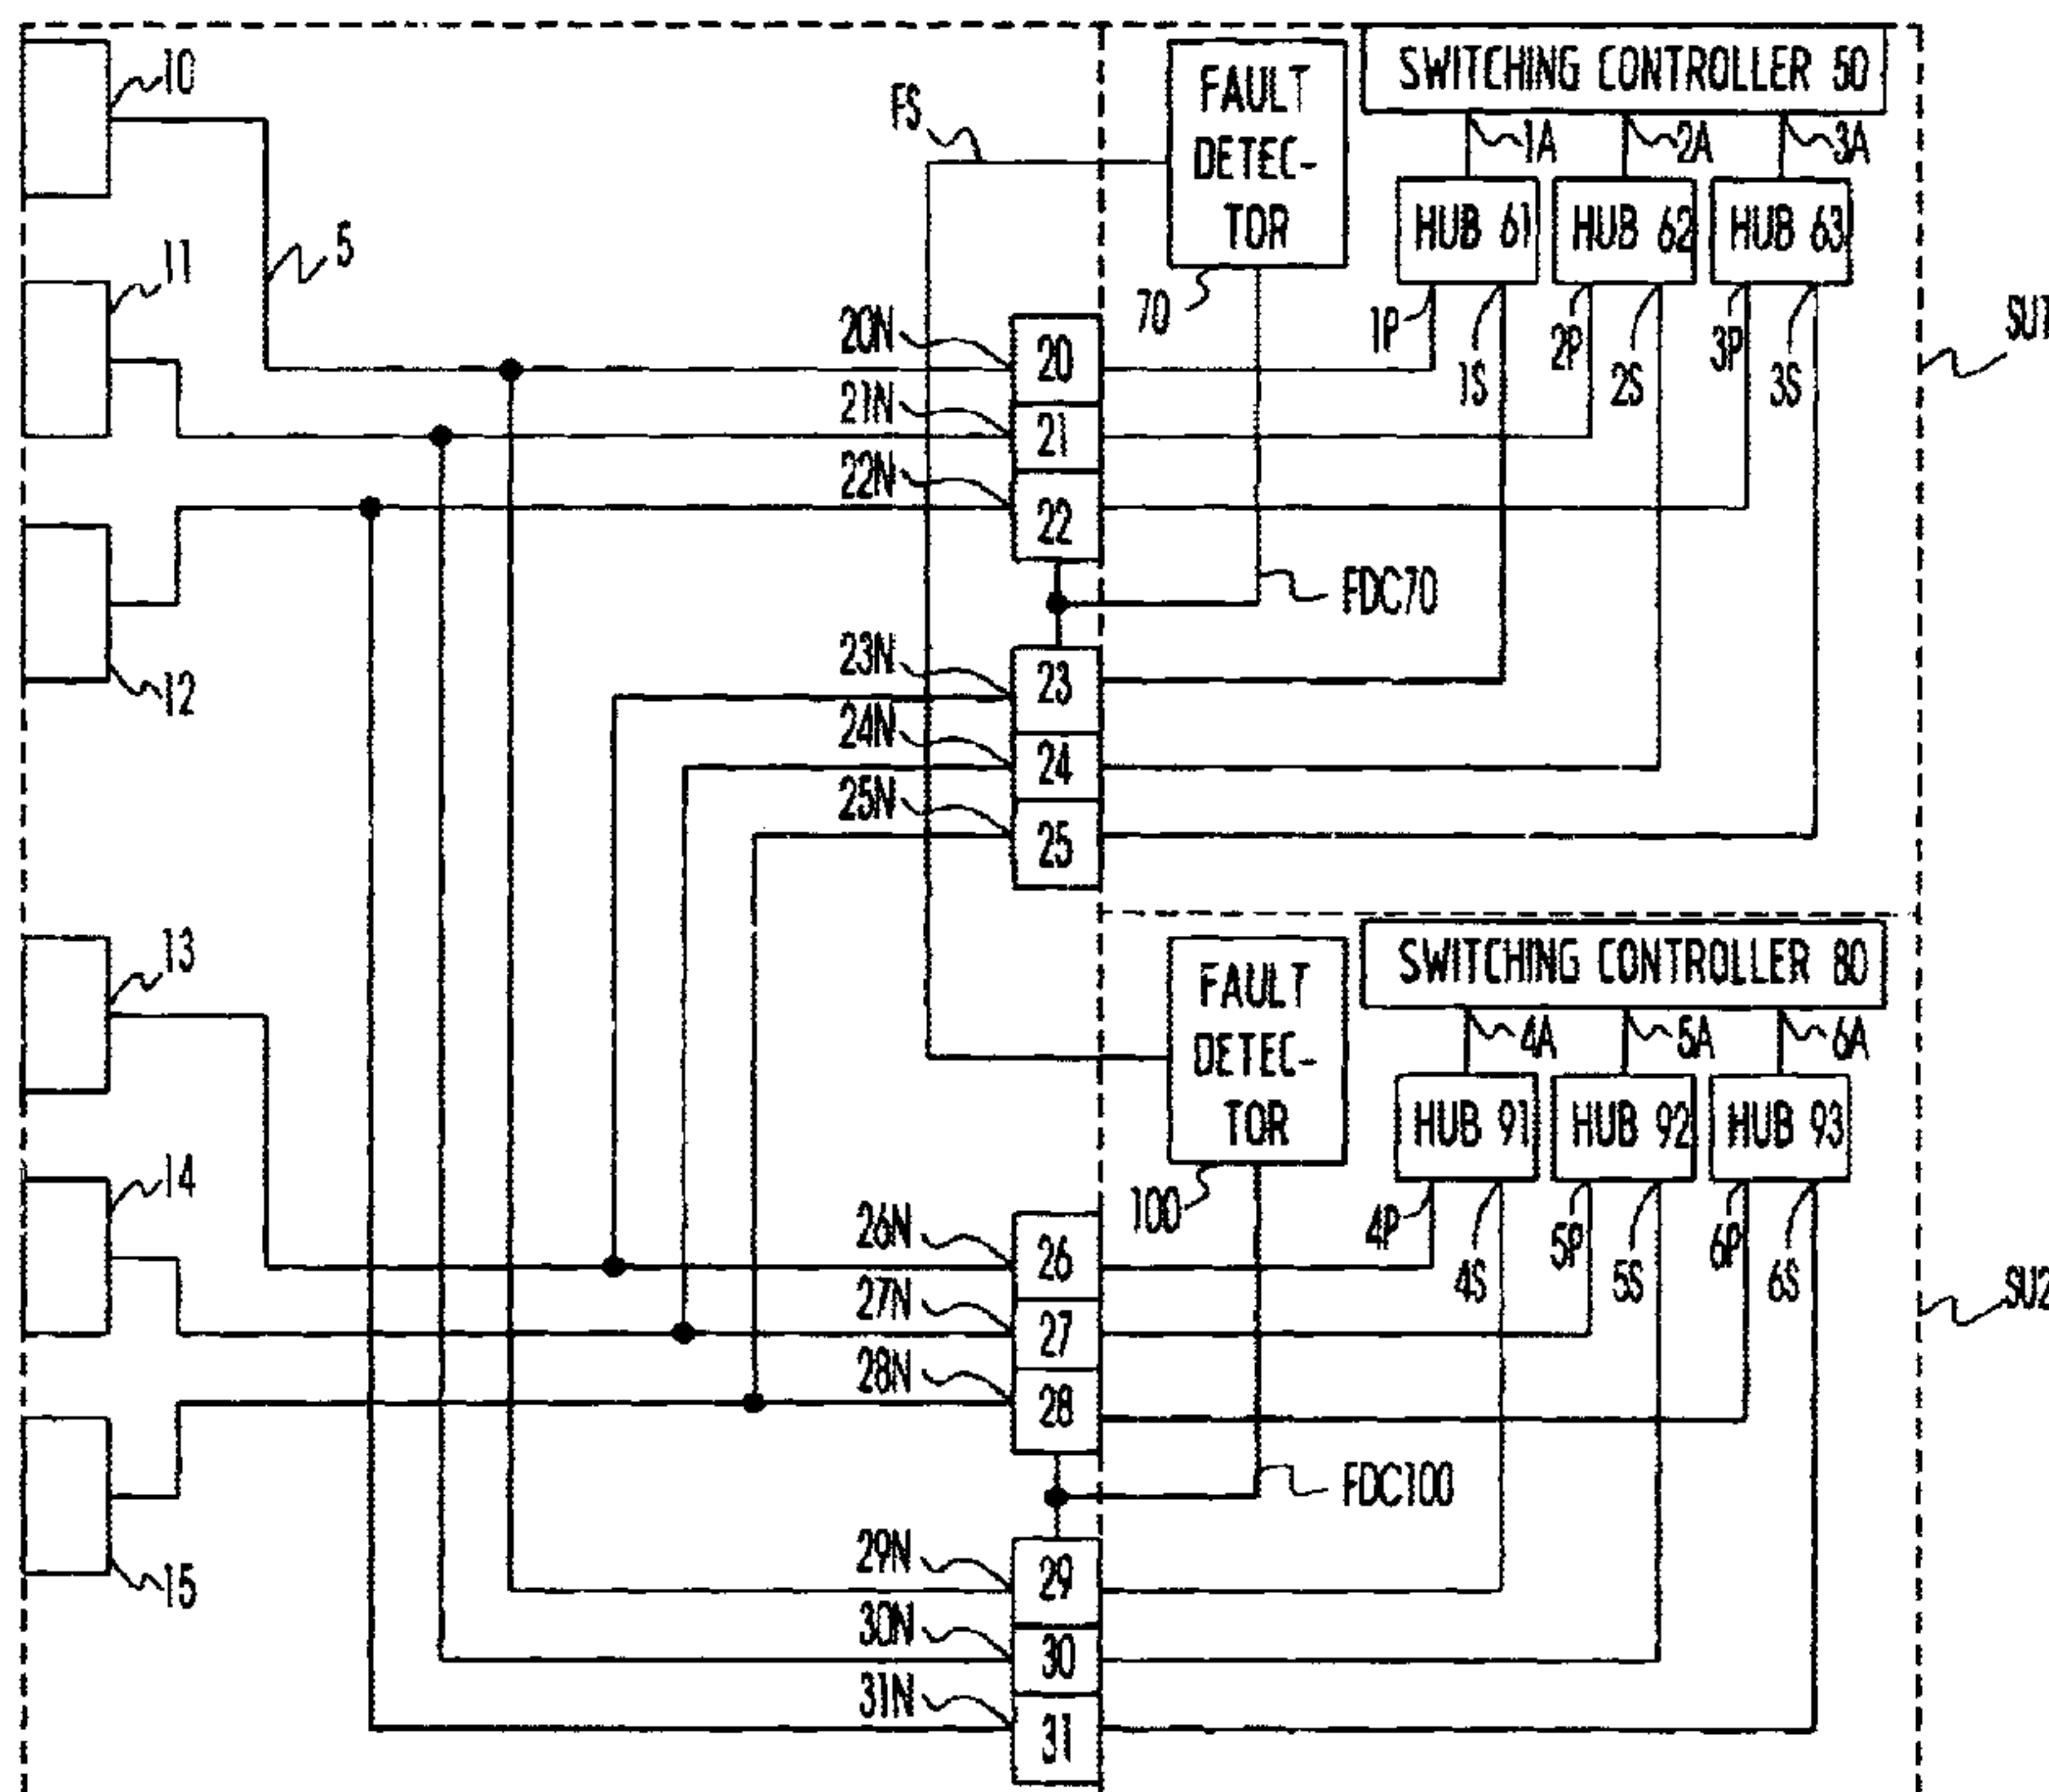 10
FS
FAULT
DETEC-
TOR
SWITCHING CONTROLLER 50
1A
2A
3A
HUB 61
HUB 62
HUB 63
11
5
70
1P
1S
2P
2S
3P
3S
SU1
20N
20
21N
21
22N
22
FDC70
12
23N
23
24N
24
25N
25
13
FAULT
DETEC-
TOR
SWITCHING CONTROLLER 80
4A
5A
6A
HUB 91
HUB 92
HUB 93
14
100
4P
4S
5P
5S
6P
6S
SU2
26N
26
27N
27
28N
28
FDC100
15
29N
29
30N
30
31N
31